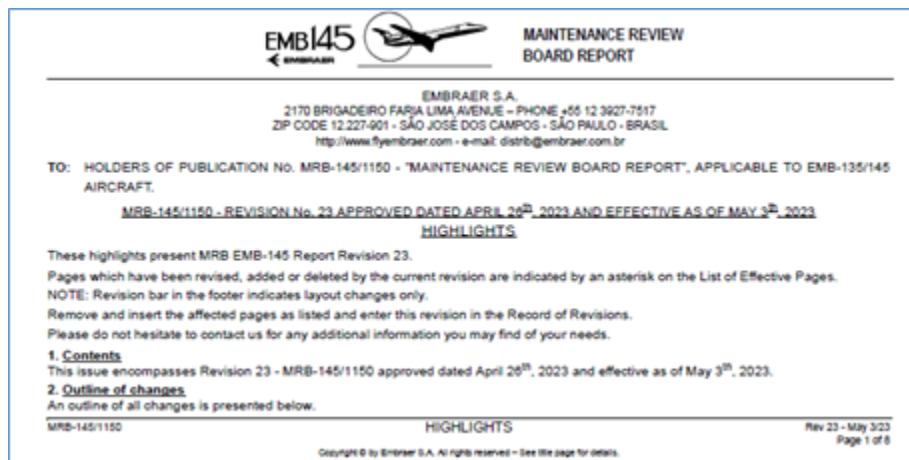 EMB145
EMBRAER
MAINTENANCE REVIEW
BOARD REPORT
EMBRAER S.A.
2170 BRIGADEIRO FARIA LIMA AVENUE – PHONE +55 12 3927-7517
ZIP CODE 12.227-901 - SÃO JOSÉ DOS CAMPOS - SÃO PAULO - BRASIL
http://www.flyembraer.com - e-mail: distrib@embraer.com.br
TO: HOLDERS OF PUBLICATION No. MRB-145/1150 - "MAINTENANCE REVIEW BOARD REPORT", APPLICABLE TO EMB-135/145
AIRCRAFT.
MRB-145/1150 - REVISION No. 23 APPROVED DATED APRIL 26th, 2023 AND EFFECTIVE AS OF MAY 3th, 2023
HIGHLIGHTS
These highlights present MRB EMB-145 Report Revision 23.
Pages which have been revised, added or deleted by the current revision are indicated by an asterisk on the List of Effective Pages.
NOTE: Revision bar in the footer indicates layout changes only.
Remove and insert the affected pages as listed and enter this revision in the Record of Revisions.
Please do not hesitate to contact us for any additional information you may find of your needs.
1. Contents
This issue encompasses Revision 23 - MRB-145/1150 approved dated April 26th, 2023 and effective as of May 3th, 2023.
2. Outline of changes
An outline of all changes is presented below.
MRB-145/1150 HIGHLIGHTS Rev 23 - May 3/23
Page 1 of 8
Copyright © by Embraer S.A. All rights reserved – See title page for details.